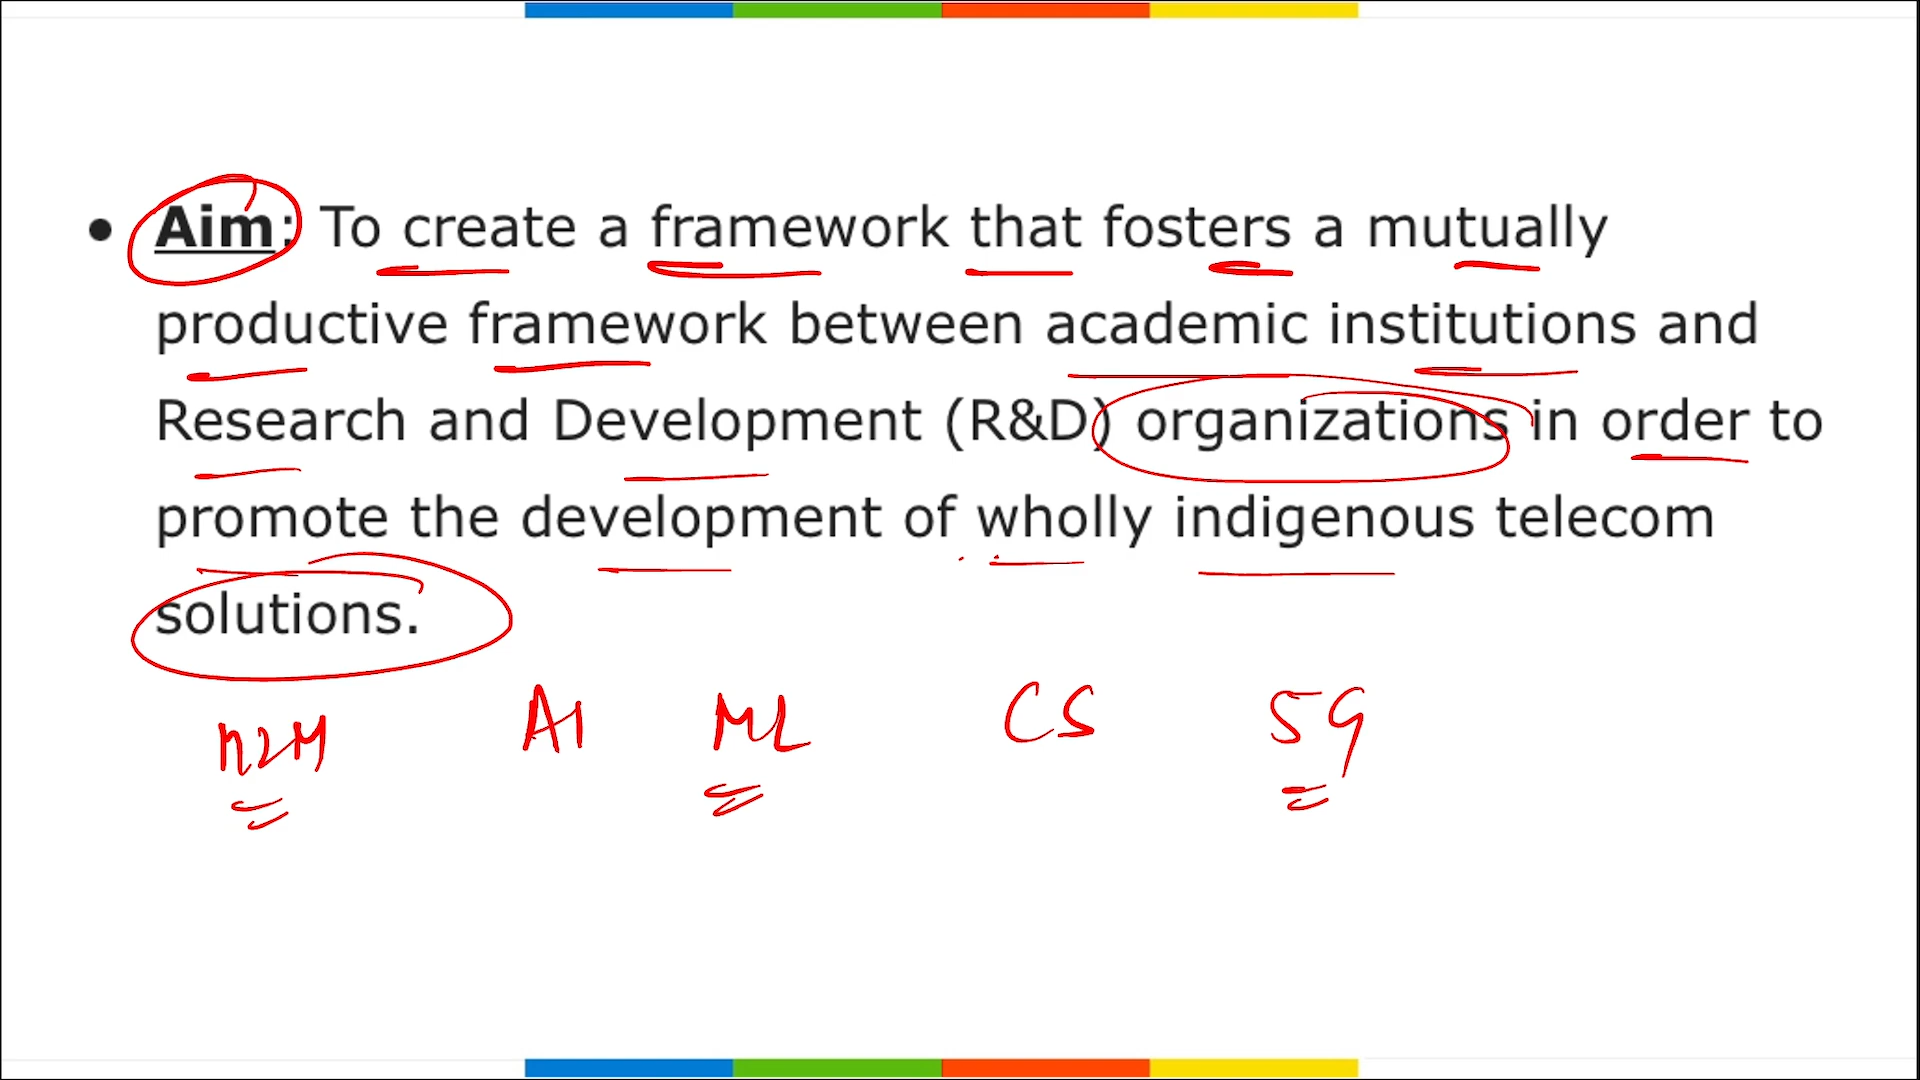 • Aim: To create a framework that fosters a mutually
productive framework between academic institutions and
Research and Development (R&D) organizations in order to
promote the development of wholly indigenous telecom
solutions.
M2M AI ML CS 5G